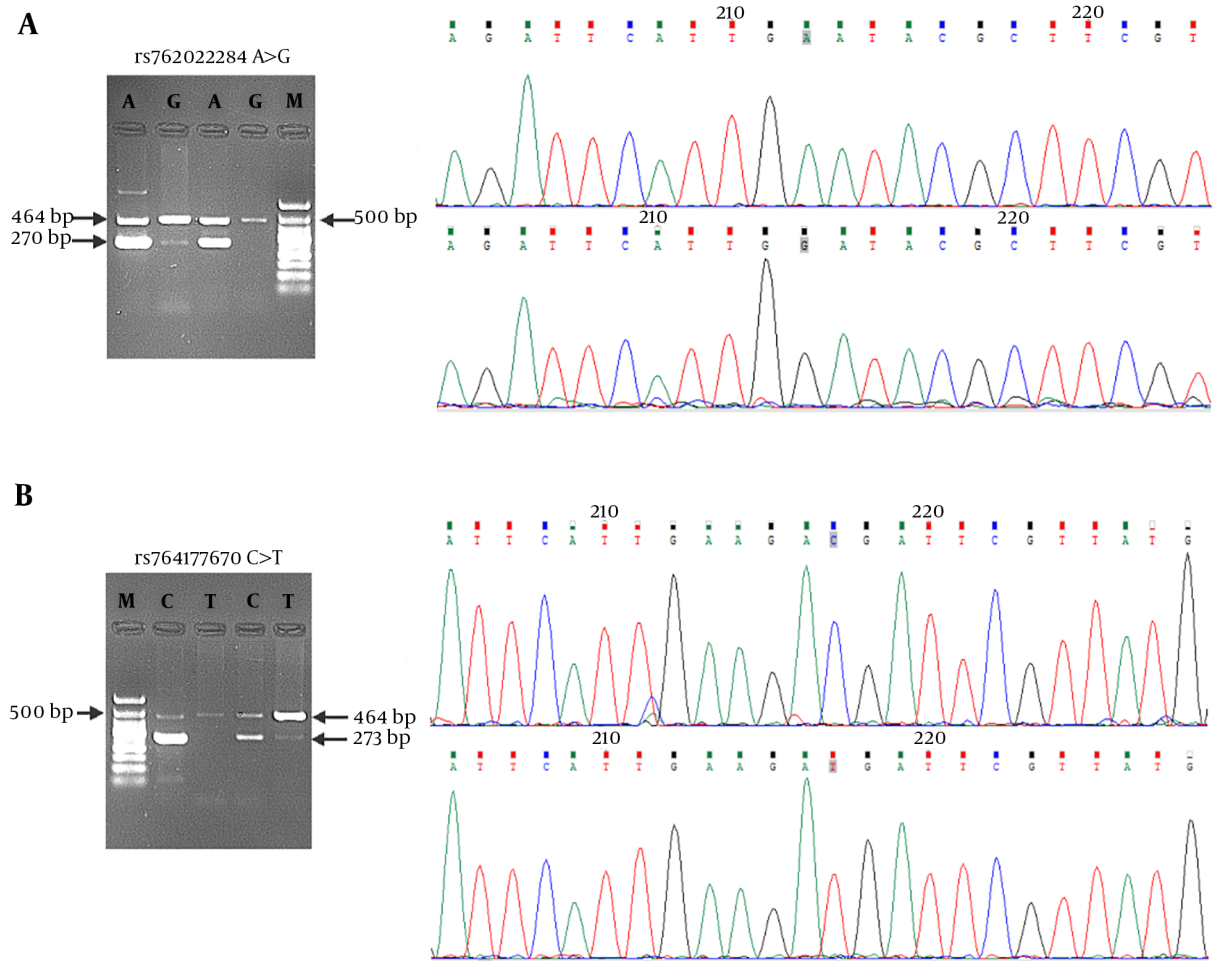 A
rs762022284 A>G
A G A G M
464 bp
270 bp
500 bp
210 220
A G A T T C A T T G A A T A C G C T T C G T
210 220
A G A T T C A T T G G A T A C G C T T C G T
B
rs764177670 C>T
M C T C T
500 bp
464 bp
273 bp
210 220
A T T C A T T G A A G A C G A T T C G T T A T G
210 220
A T T C A T T G A A G A T G A T T C G T T A T G